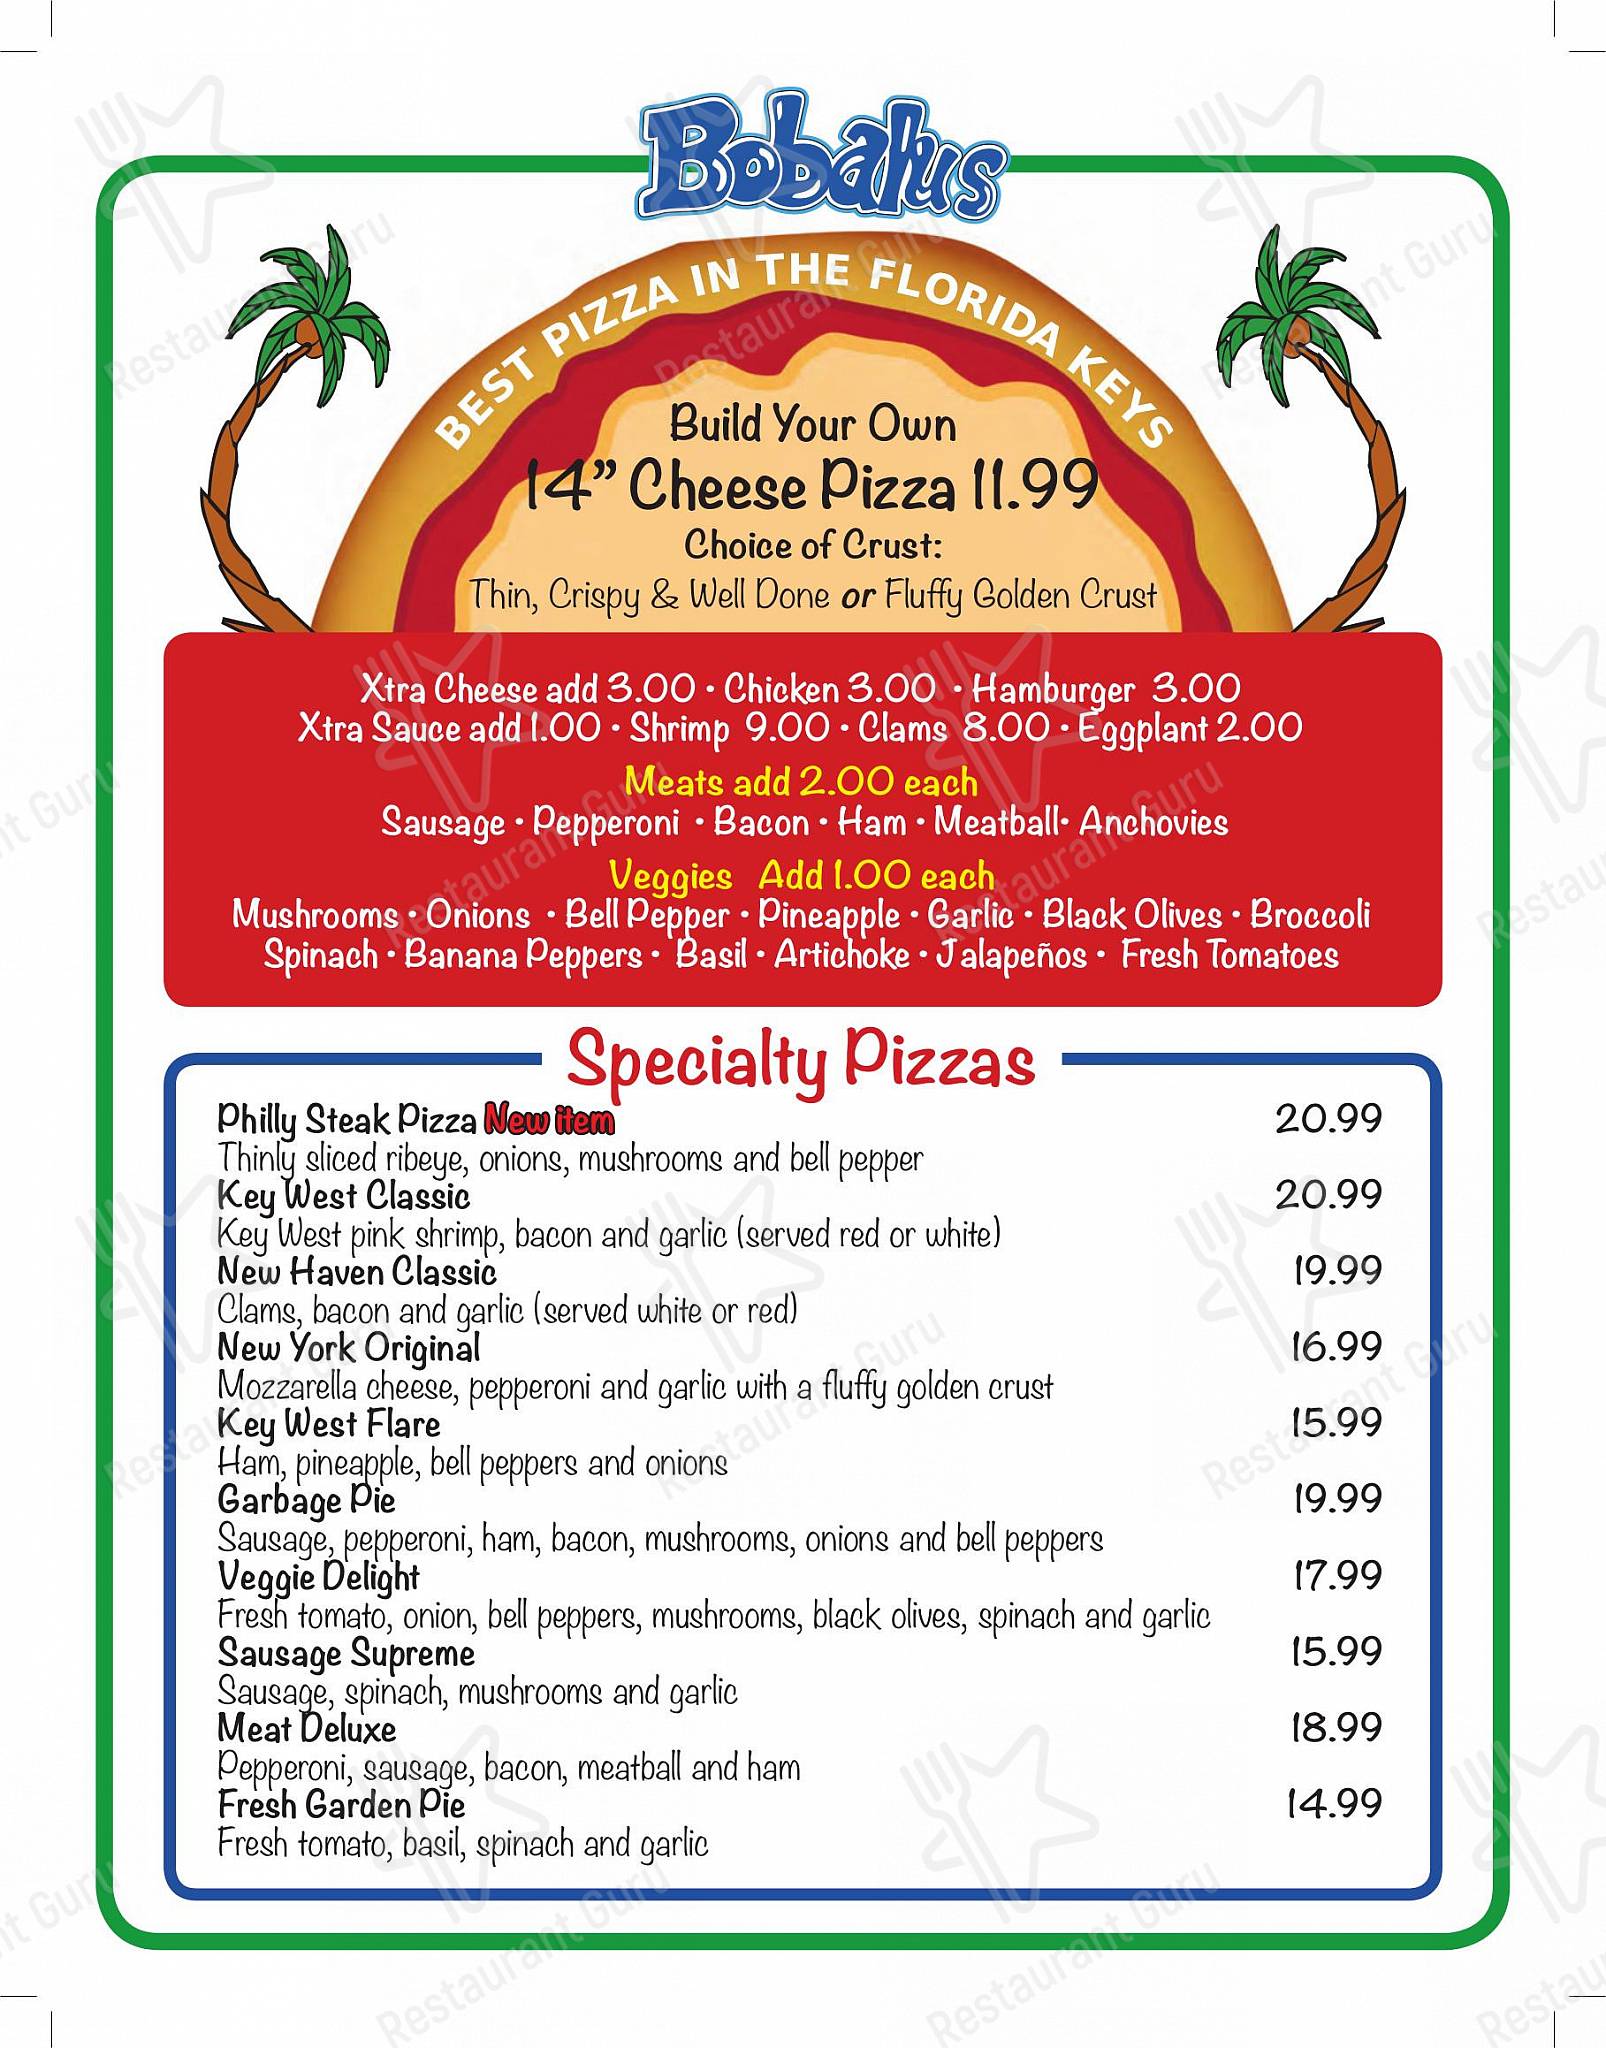 Bobalu's
BEST PIZZA IN THE FLORIDA KEYS
Build Your Own
14” Cheese Pizza 11.99
Choice of Crust:
Thin, Crispy & Well Done or Fluffy Golden Crust
Xtra Cheese add 3.00 • Chicken 3.00 • Hamburger 3.00
Xtra Sauce add 1.00 • Shrimp 9.00 • Clams 8.00 • Eggplant 2.00
Meats add 2.00 each
Sausage • Pepperoni • Bacon • Ham • Meatball• Anchovies
Veggies Add 1.00 each
Mushrooms • Onions • Bell Pepper • Pineapple • Garlic • Black Olives • Broccoli
Spinach • Banana Peppers • Basil • Artichoke • Jalapeños • Fresh Tomatoes
Specialty Pizzas
Philly Steak Pizza New item 20.99
Thinly sliced ribeye, onions, mushrooms and bell pepper
Key West Classic 20.99
Key West pink shrimp, bacon and garlic (served red or white)
New Haven Classic 19.99
Clams, bacon and garlic (served white or red)
New York Original 16.99
Mozzarella cheese, pepperoni and garlic with a fluffy golden crust
Key West Flare 15.99
Ham, pineapple, bell peppers and onions
Garbage Pie 19.99
Sausage, pepperoni, ham, bacon, mushrooms, onions and bell peppers
Veggie Delight 17.99
Fresh tomato, onion, bell peppers, mushrooms, black olives, spinach and garlic
Sausage Supreme 15.99
Sausage, spinach, mushrooms and garlic
Meat Deluxe 18.99
Pepperoni, sausage, bacon, meatball and ham
Fresh Garden Pie 14.99
Fresh tomato, basil, spinach and garlic
Restaurant Guru